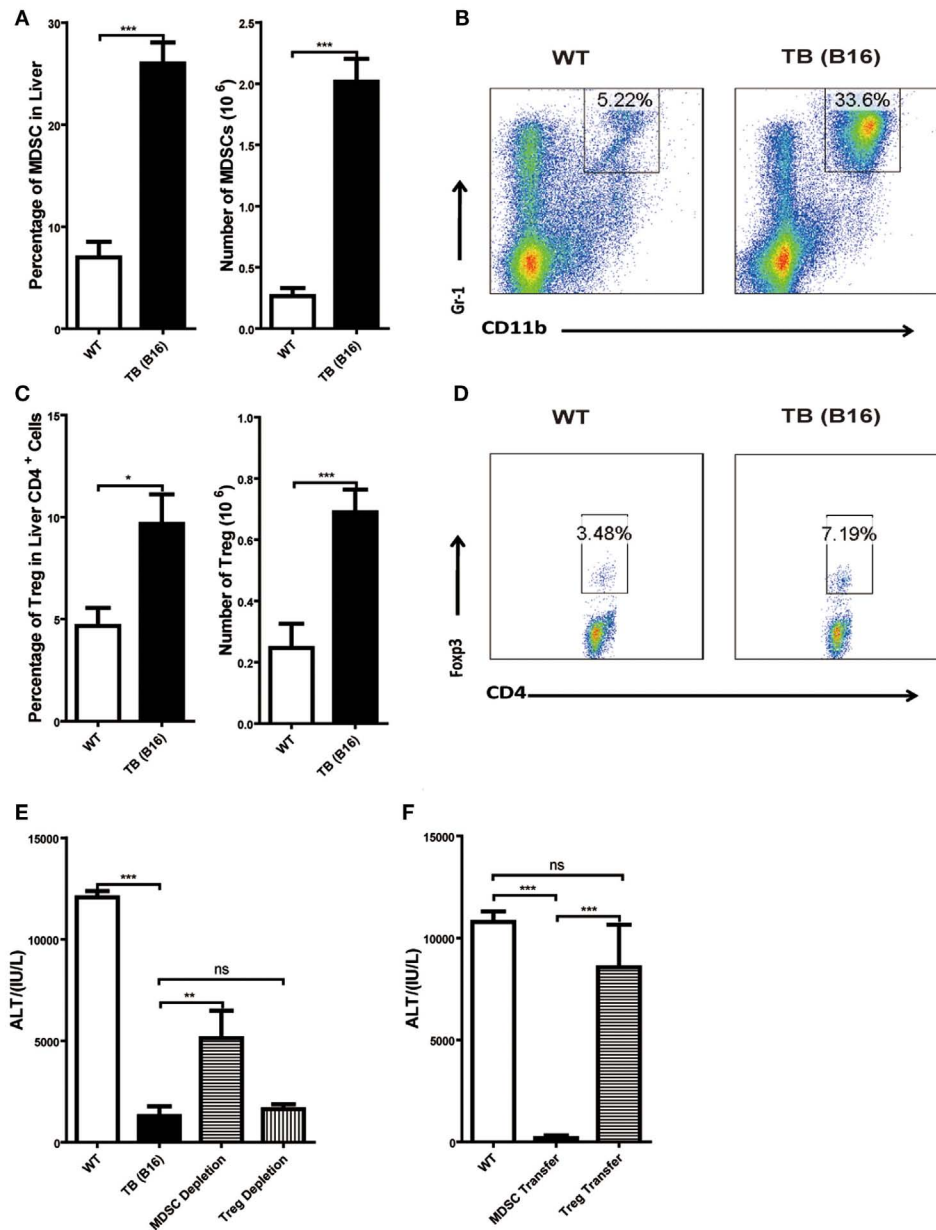 A
Percentage of MDSC in Liver
30
20
10
0
***
WT
TB (B16)
Number of MDSCs (10 6)
2.5
2.0
1.5
1.0
0.5
0.0
***
WT
TB (B16)
B
WT
TB (B16)
5.22%
33.6%
Gr-1
CD11b
C
Percentage of Treg in Liver CD4 + Cells
15
10
5
0
*
WT
TB (B16)
Number of Treg (10 6)
1.0
0.8
0.6
0.4
0.2
0.0
***
WT
TB (B16)
D
WT
TB (B16)
3.48%
7.19%
Foxp3
CD4
E
ALT/(IU/L)
15000
10000
5000
0
***
ns
**
WT
TB (B16)
MDSC Depletion
Treg Depletion
F
ALT/(IU/L)
15000
10000
5000
0
ns
***
***
WT
MDSC Transfer
Treg Transfer